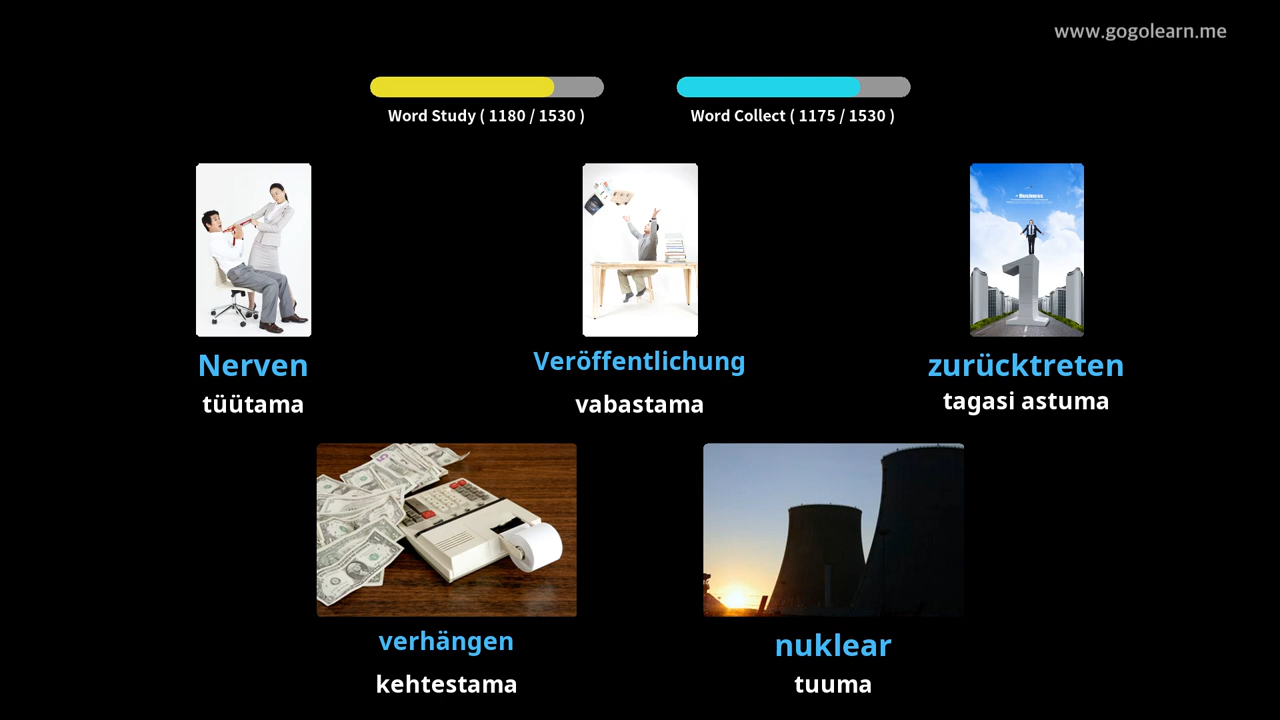 www.gogolearn.me
Word Study ( 1180 / 1530 )
Word Collect ( 1175 / 1530 )
Business
Nerven
tüütama
Veröffentlichung
vabastama
zurücktreten
tagasi astuma
verhängen
kehtestama
nuklear
tuuma